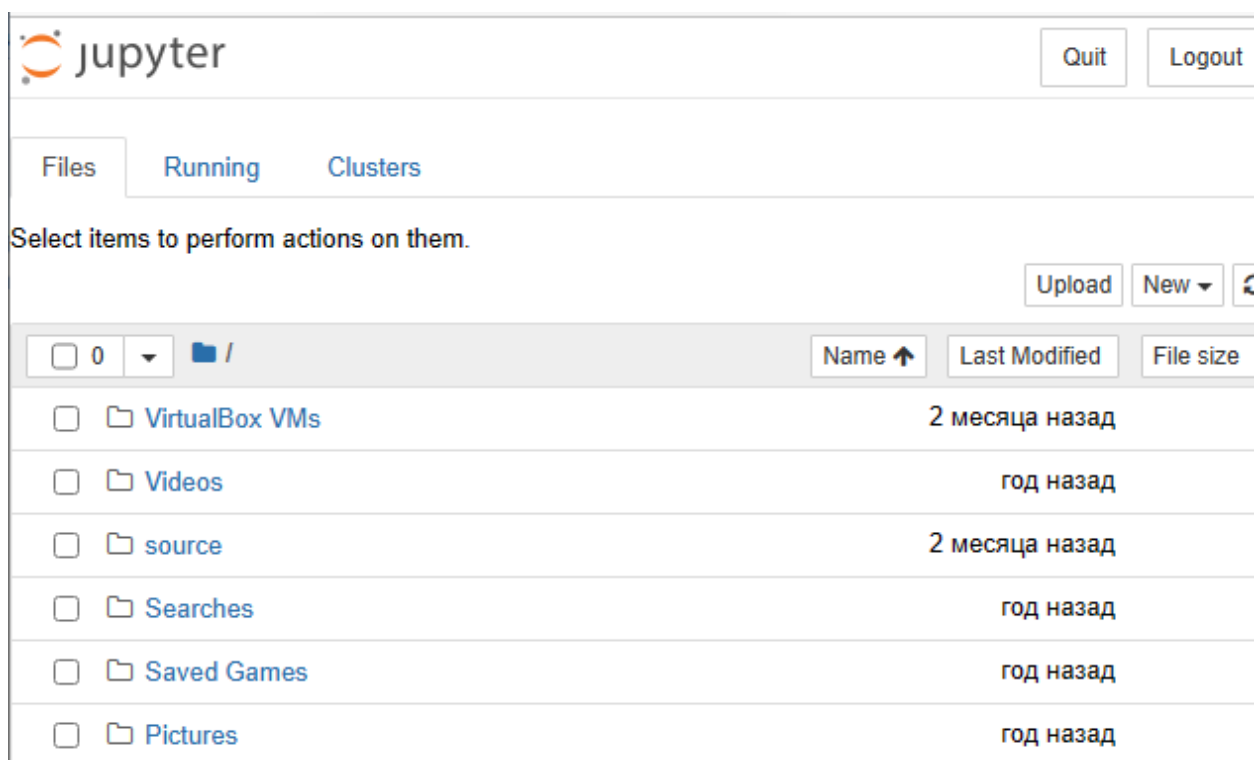 jupyter
Quit Logout
Files Running Clusters
Select items to perform actions on them.
Upload New
0 / Name Last Modified File size
VirtualBox VMs 2 месяца назад
Videos год назад
source 2 месяца назад
Searches год назад
Saved Games год назад
Pictures год назад